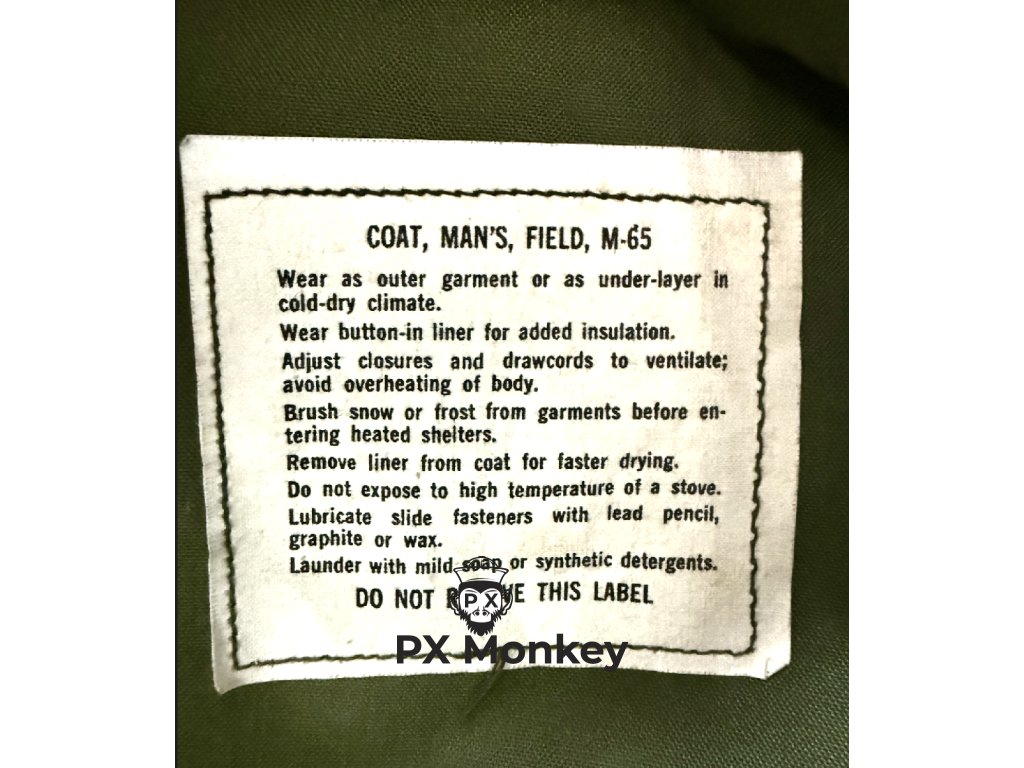 COAT, MAN'S, FIELD, M-65
Wear as outer garment or as under-layer in
cold-dry climate.
Wear button-in liner for added insulation.
Adjust closures and drawcords to ventilate;
avoid overheating of body.
Brush snow or frost from garments before en-
tering heated shelters.
Remove liner from coat for faster drying.
Do not expose to high temperature of a stove.
Lubricate slide fasteners with lead pencil,
graphite or wax.
Launder with mild soap or synthetic detergents.
DO NOT THIS LABEL
PX
PX Monkey